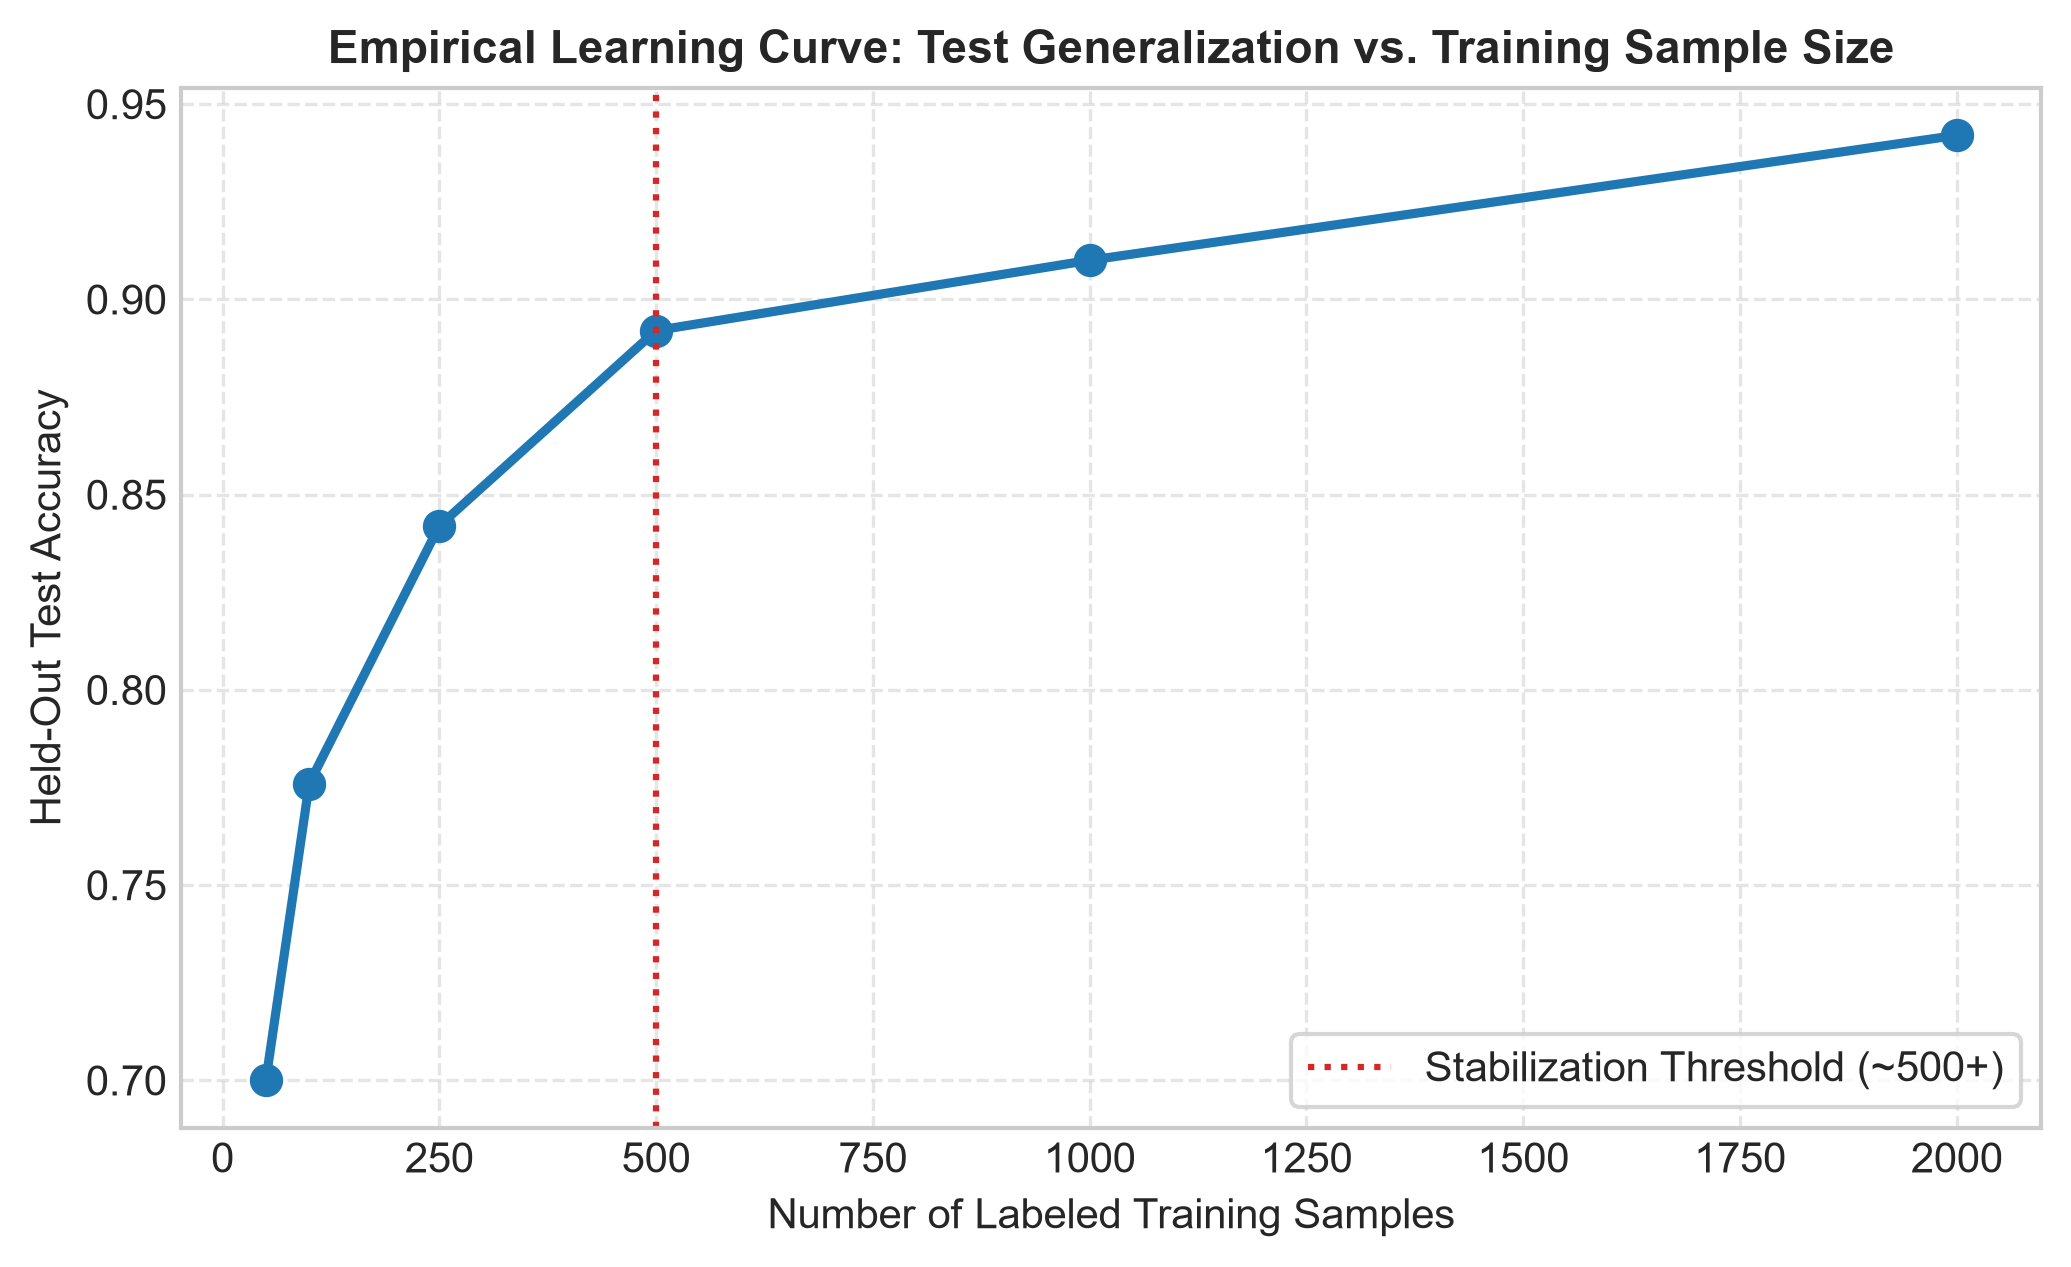 Empirical Learning Curve: Test Generalization vs. Training Sample Size
Held-Out Test Accuracy
0.95
0.90
0.85
0.80
0.75
0.70
Stabilization Threshold (~500+)
0 250 500 750 1000 1250 1500 1750 2000
Number of Labeled Training Samples